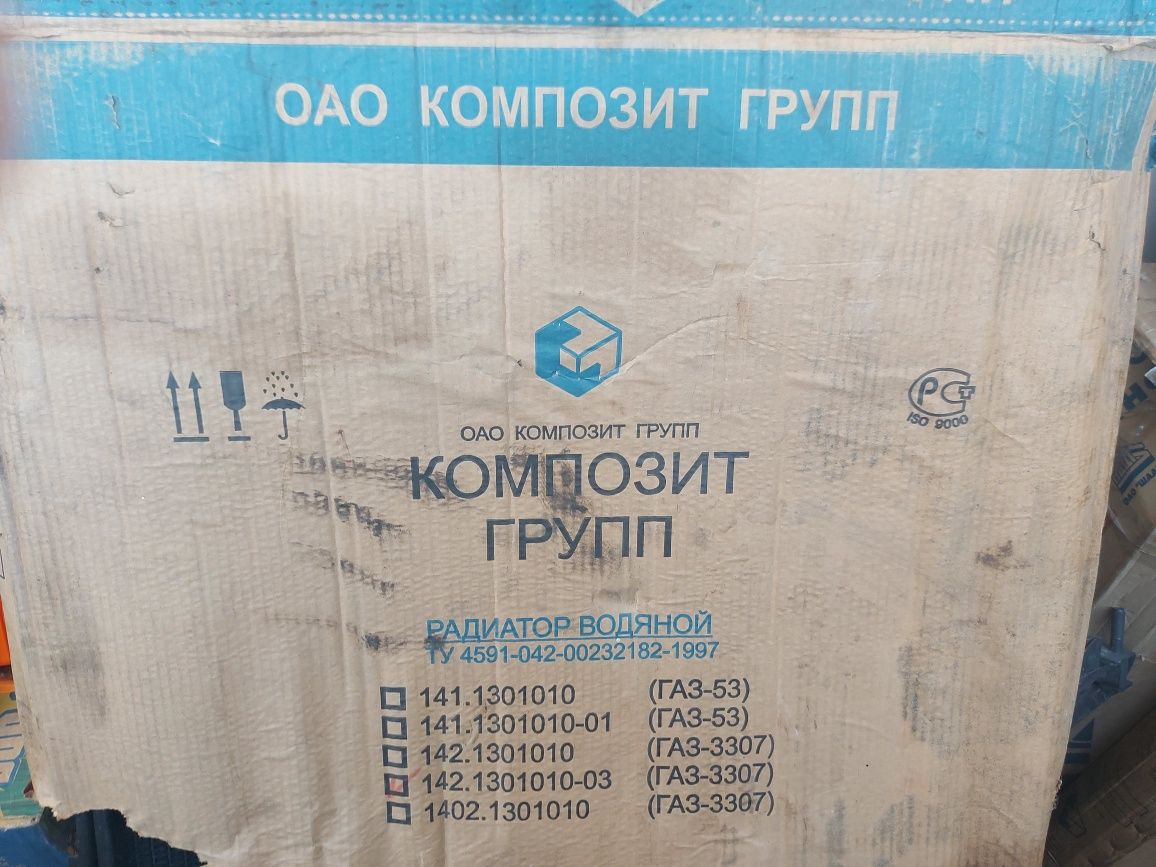 ОАО КОМПОЗИТ ГРУПП
РСТ
ISO 9000
ОАО КОМПОЗИТ ГРУПП
КОМПОЗИТ
ГРУПП
РАДИАТОР ВОДЯНОЙ
ТУ 4591-042-00232182-1997
141.1301010 (ГАЗ-53)
141.1301010-01 (ГАЗ-53)
142.1301010 (ГАЗ-3307)
142.1301010-03 (ГАЗ-3307)
1402.1301010 (ГАЗ-3307)